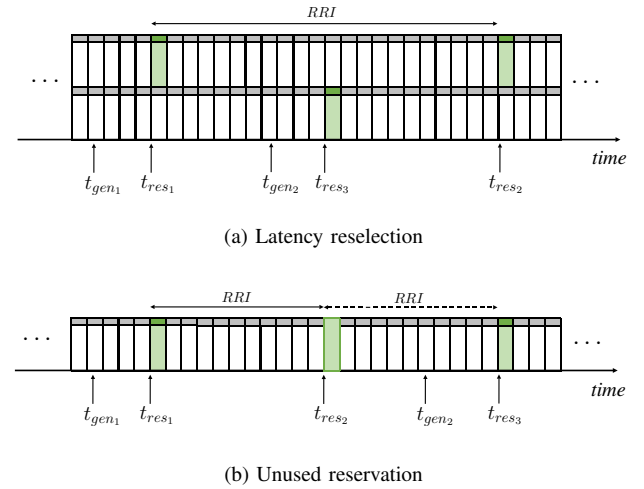 RRI
. . .
. . .
time
t_{gen_1} t_{res_1} t_{gen_2} t_{res_3} t_{res_2}
(a) Latency reselection
RRI RRI
. . .
. . .
time
t_{gen_1} t_{res_1} t_{res_2} t_{gen_2} t_{res_3}
(b) Unused reservation